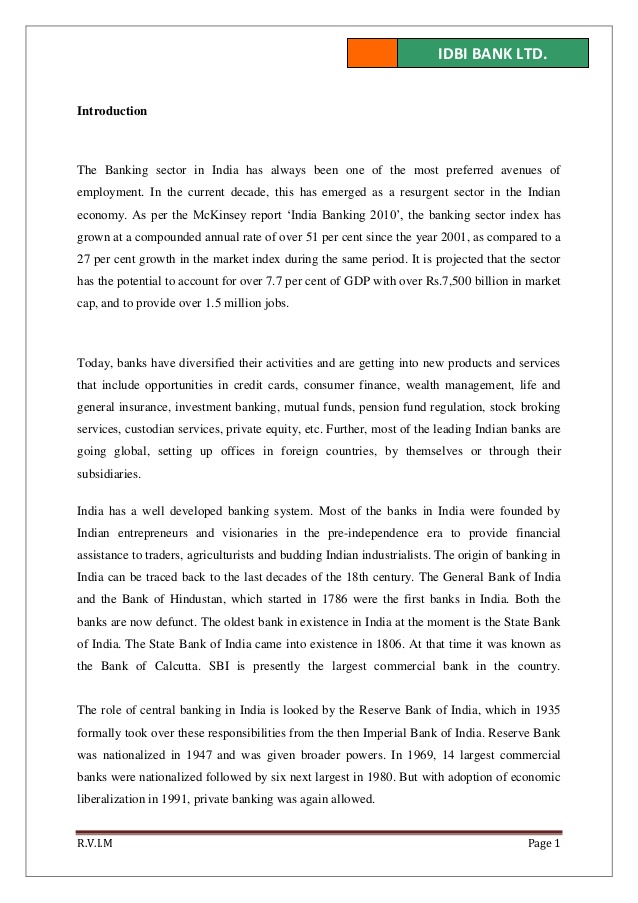 IDBI BANK LTD.
Introduction
The Banking sector in India has always been one of the most preferred avenues of
employment. In the current decade, this has emerged as a resurgent sector in the Indian
economy. As per the McKinsey report ‘India Banking 2010’, the banking sector index has
grown at a compounded annual rate of over 51 per cent since the year 2001, as compared to a
27 per cent growth in the market index during the same period. It is projected that the sector
has the potential to account for over 7.7 per cent of GDP with over Rs.7,500 billion in market
cap, and to provide over 1.5 million jobs.
Today, banks have diversified their activities and are getting into new products and services
that include opportunities in credit cards, consumer finance, wealth management, life and
general insurance, investment banking, mutual funds, pension fund regulation, stock broking
services, custodian services, private equity, etc. Further, most of the leading Indian banks are
going global, setting up offices in foreign countries, by themselves or through their
subsidiaries.
India has a well developed banking system. Most of the banks in India were founded by
Indian entrepreneurs and visionaries in the pre-independence era to provide financial
assistance to traders, agriculturists and budding Indian industrialists. The origin of banking in
India can be traced back to the last decades of the 18th century. The General Bank of India
and the Bank of Hindustan, which started in 1786 were the first banks in India. Both the
banks are now defunct. The oldest bank in existence in India at the moment is the State Bank
of India. The State Bank of India came into existence in 1806. At that time it was known as
the Bank of Calcutta. SBI is presently the largest commercial bank in the country.
The role of central banking in India is looked by the Reserve Bank of India, which in 1935
formally took over these responsibilities from the then Imperial Bank of India. Reserve Bank
was nationalized in 1947 and was given broader powers. In 1969, 14 largest commercial
banks were nationalized followed by six next largest in 1980. But with adoption of economic
liberalization in 1991, private banking was again allowed.
R.V.I.M Page 1